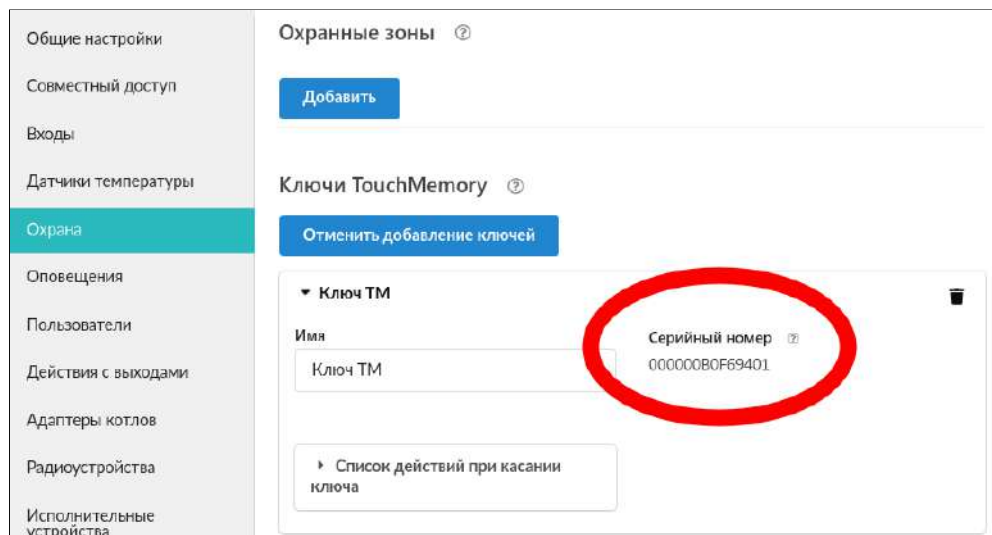 Общие настройки
Совместный доступ
Входы
Датчики температуры
Охрана
Оповещения
Пользователи
Действия с выходами
Адаптеры котлов
Радиоустройства
Исполнительные
устройства
Охранные зоны ?
Добавить
Ключи TouchMemory ?
Отменить добавление ключей
Ключ ТМ
Имя
Ключ ТМ
Серийный номер ?
000000B0F69401
Список действий при касании
ключа